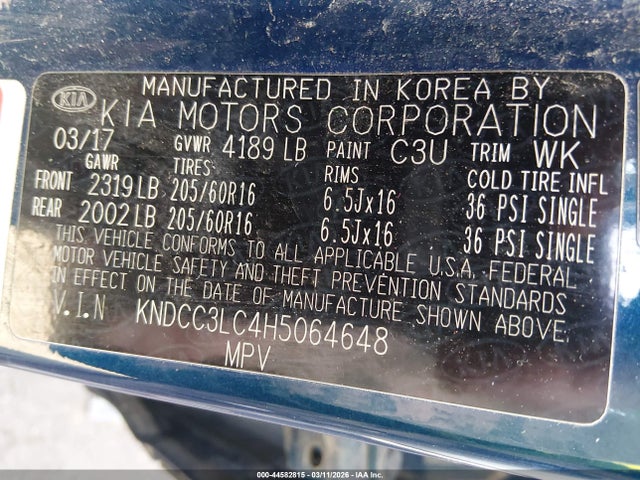 MANUFACTURED IN KOREA BY
KIA KIA MOTORS CORPORATION
03/17 GVWR 4189 LB PAINT C3U TRIM WK
GAWR TIRES RIMS COLD TIRE INFL
FRONT 2319 LB 205/60R16 6.5Jx16 36 PSI SINGLE
REAR 2002 LB 205/60R16 6.5Jx16 36 PSI SINGLE
THIS VEHICLE CONFORMS TO ALL APPLICABLE U.S.A. FEDERAL
MOTOR VEHICLE SAFETY AND THEFT PREVENTION STANDARDS
IN EFFECT ON THE DATE OF MANUFACTURE SHOWN ABOVE.
V.I.N KNDCC3LC4H5064648
MPV
000-44582815 - 03/11/2026 - IAAI.COM